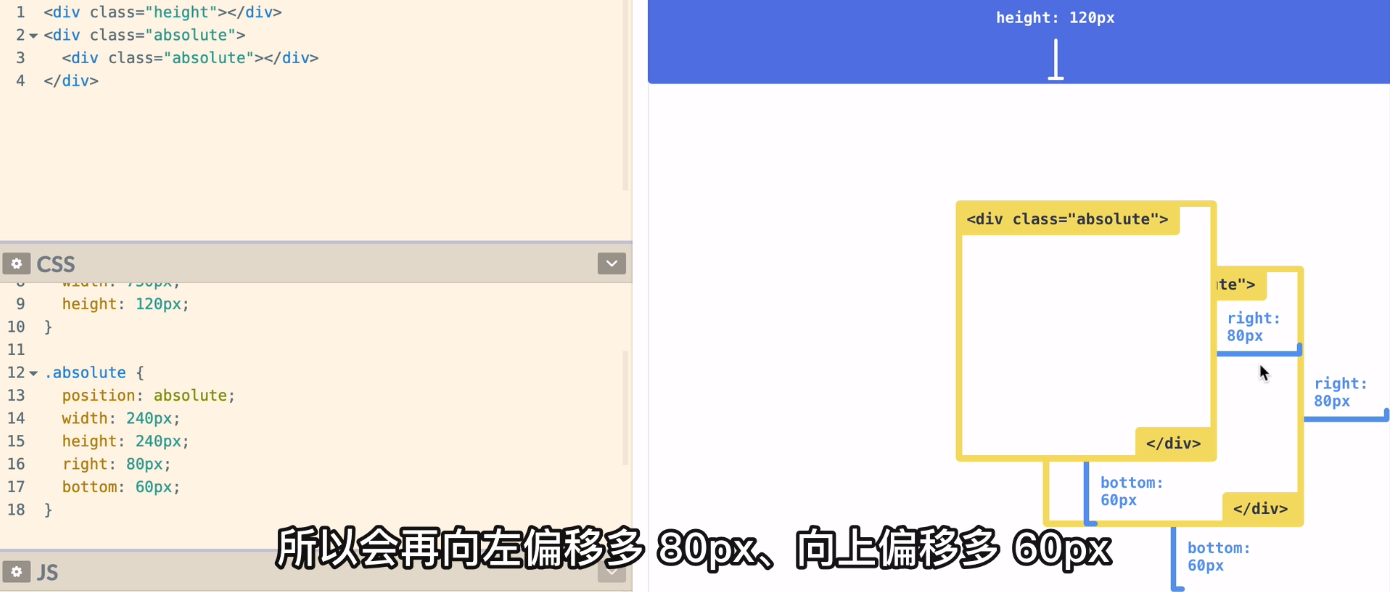 1 <div class="height"></div>
2 <div class="absolute">
3 <div class="absolute"></div>
4 </div>
CSS
8 width: 750px;
9 height: 120px;
10 }
11
12 .absolute {
13 position: absolute;
14 width: 240px;
15 height: 240px;
16 right: 80px;
17 bottom: 60px;
18 }
JS
height: 120px
<div class="absolute">
ute">
right:
80px
right:
80px
</div>
bottom:
60px
</div>
bottom:
60px
所以会再向左偏移多 80px、向上偏移多 60px